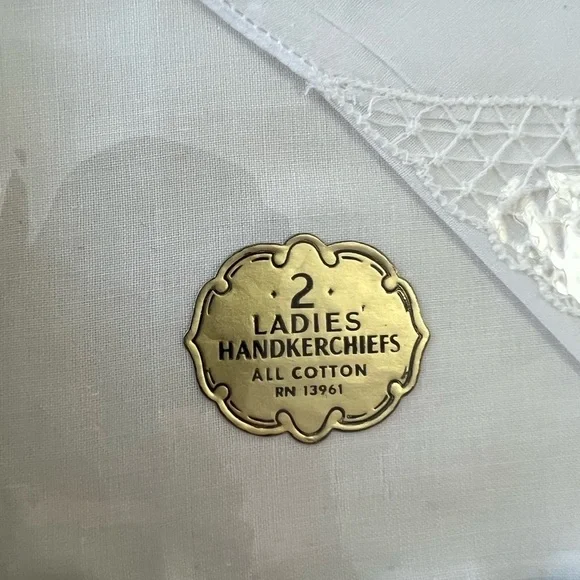 · 2 ·
LADIES'
HANDKERCHIEFS
ALL COTTON
RN 13961